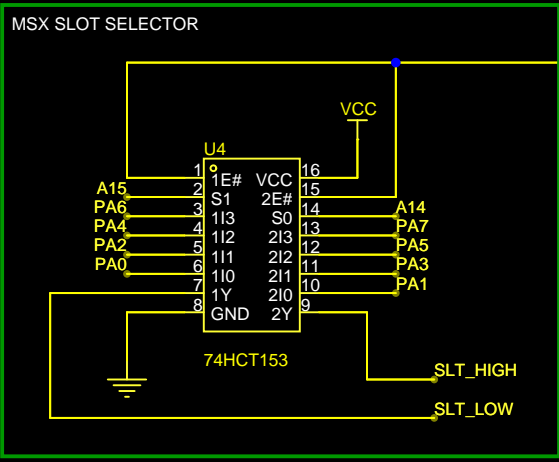 MSX SLOT SELECTOR
VCC
U4
1 1E# VCC 16
A15 2 S1 2E# 15
PA6 3 1I3 S0 14 A14
PA4 4 1I2 2I3 13 PA7
PA2 5 1I1 2I2 12 PA5
PA0 6 1I0 2I1 11 PA3
7 1Y 2I0 10 PA1
8 GND 2Y 9
74HCT153
SLT_HIGH
SLT_LOW